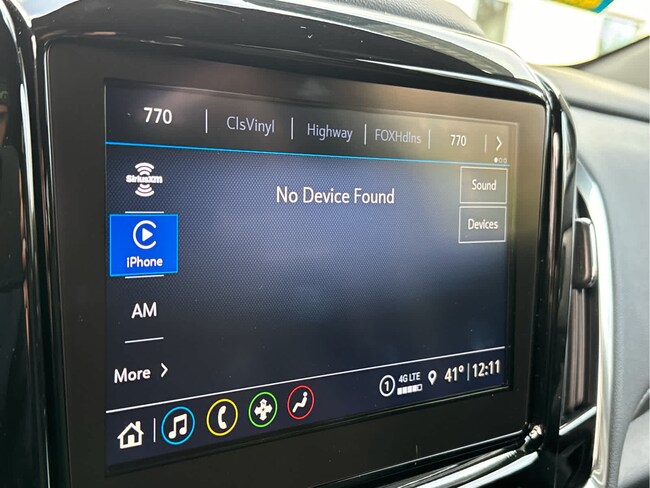 770 ClsVinyl Highway FOXHdlns 770
SiriusXM
No Device Found
Sound
Devices
iPhone
AM
More
1 4G LTE 41° 12:11